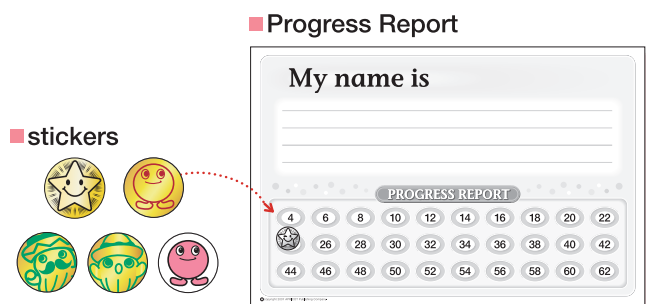 Progress Report
My name is
stickers
PROGRESS REPORT
4 6 8 10 12 14 16 18 20 22
26 28 30 32 34 36 38 40 42
44 46 48 50 52 54 56 58 60 62